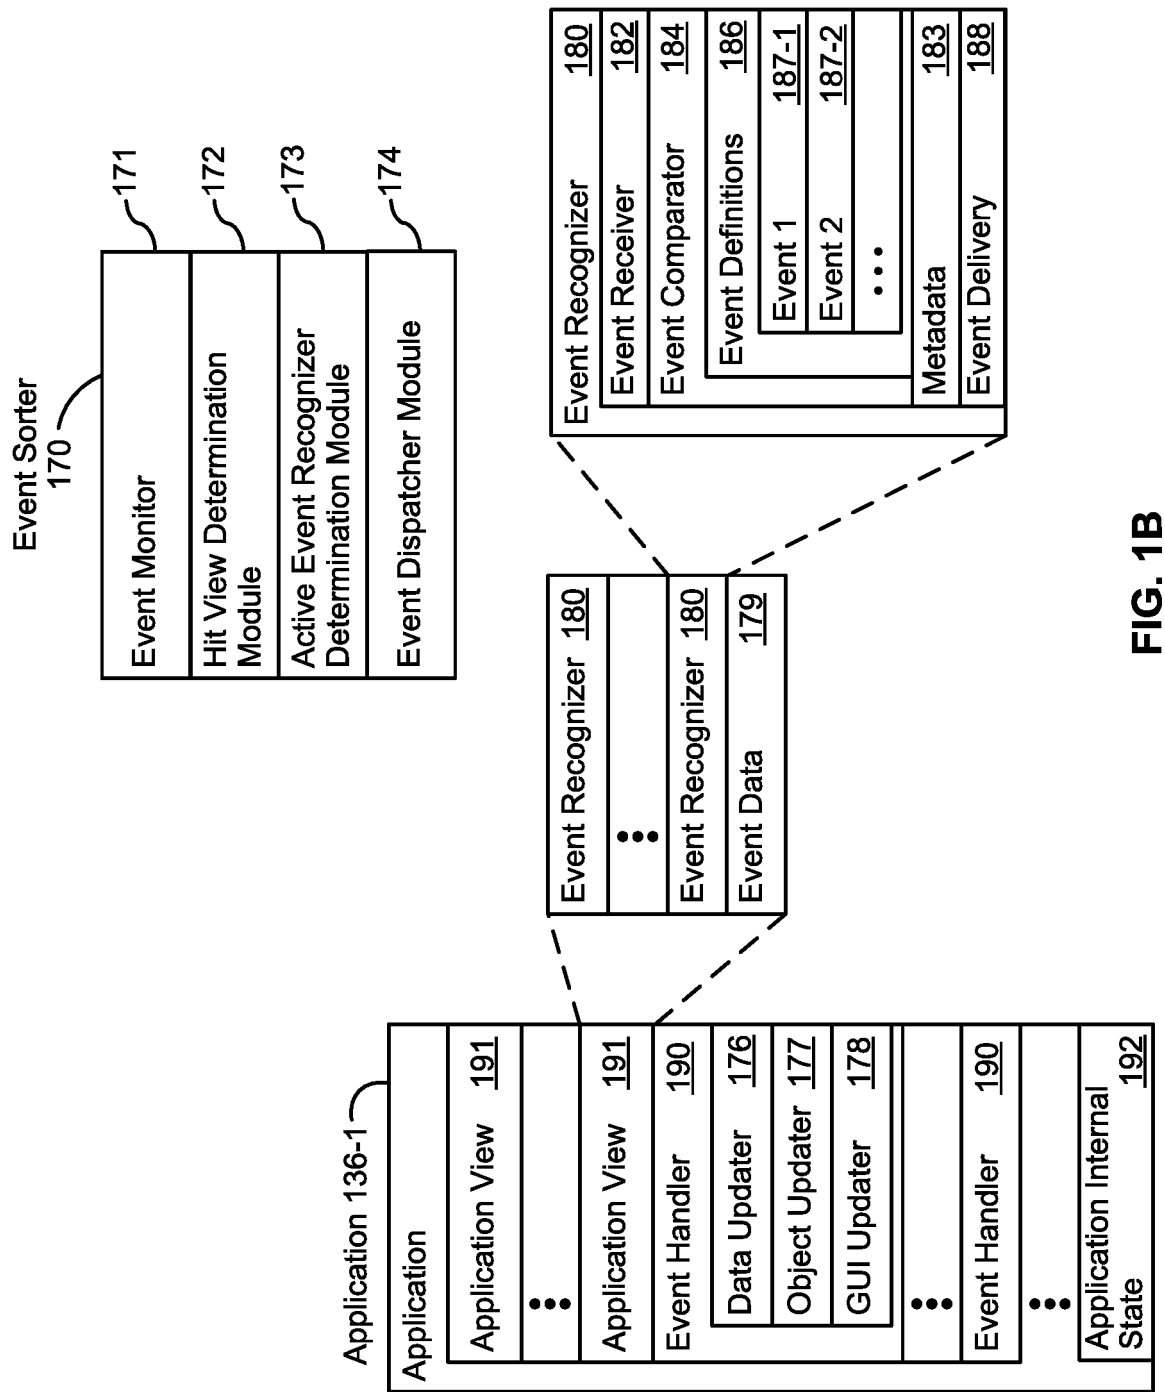 Event Sorter
170
Event Monitor
171
Hit View Determination
Module
172
Active Event Recognizer
Determination Module
173
Event Dispatcher Module
174
Application 136-1
Application
Application View 191
•••
Application View 191
Event Handler 190
Data Updater 176
Object Updater 177
GUI Updater 178
•••
Event Handler 190
•••
Application Internal
State 192
Event Recognizer 180
•••
Event Recognizer 180
Event Data 179
Event Recognizer 180
Event Receiver 182
Event Comparator 184
Event Definitions 186
Event 1 187-1
Event 2 187-2
•••
Metadata 183
Event Delivery 188
FIG. 1B